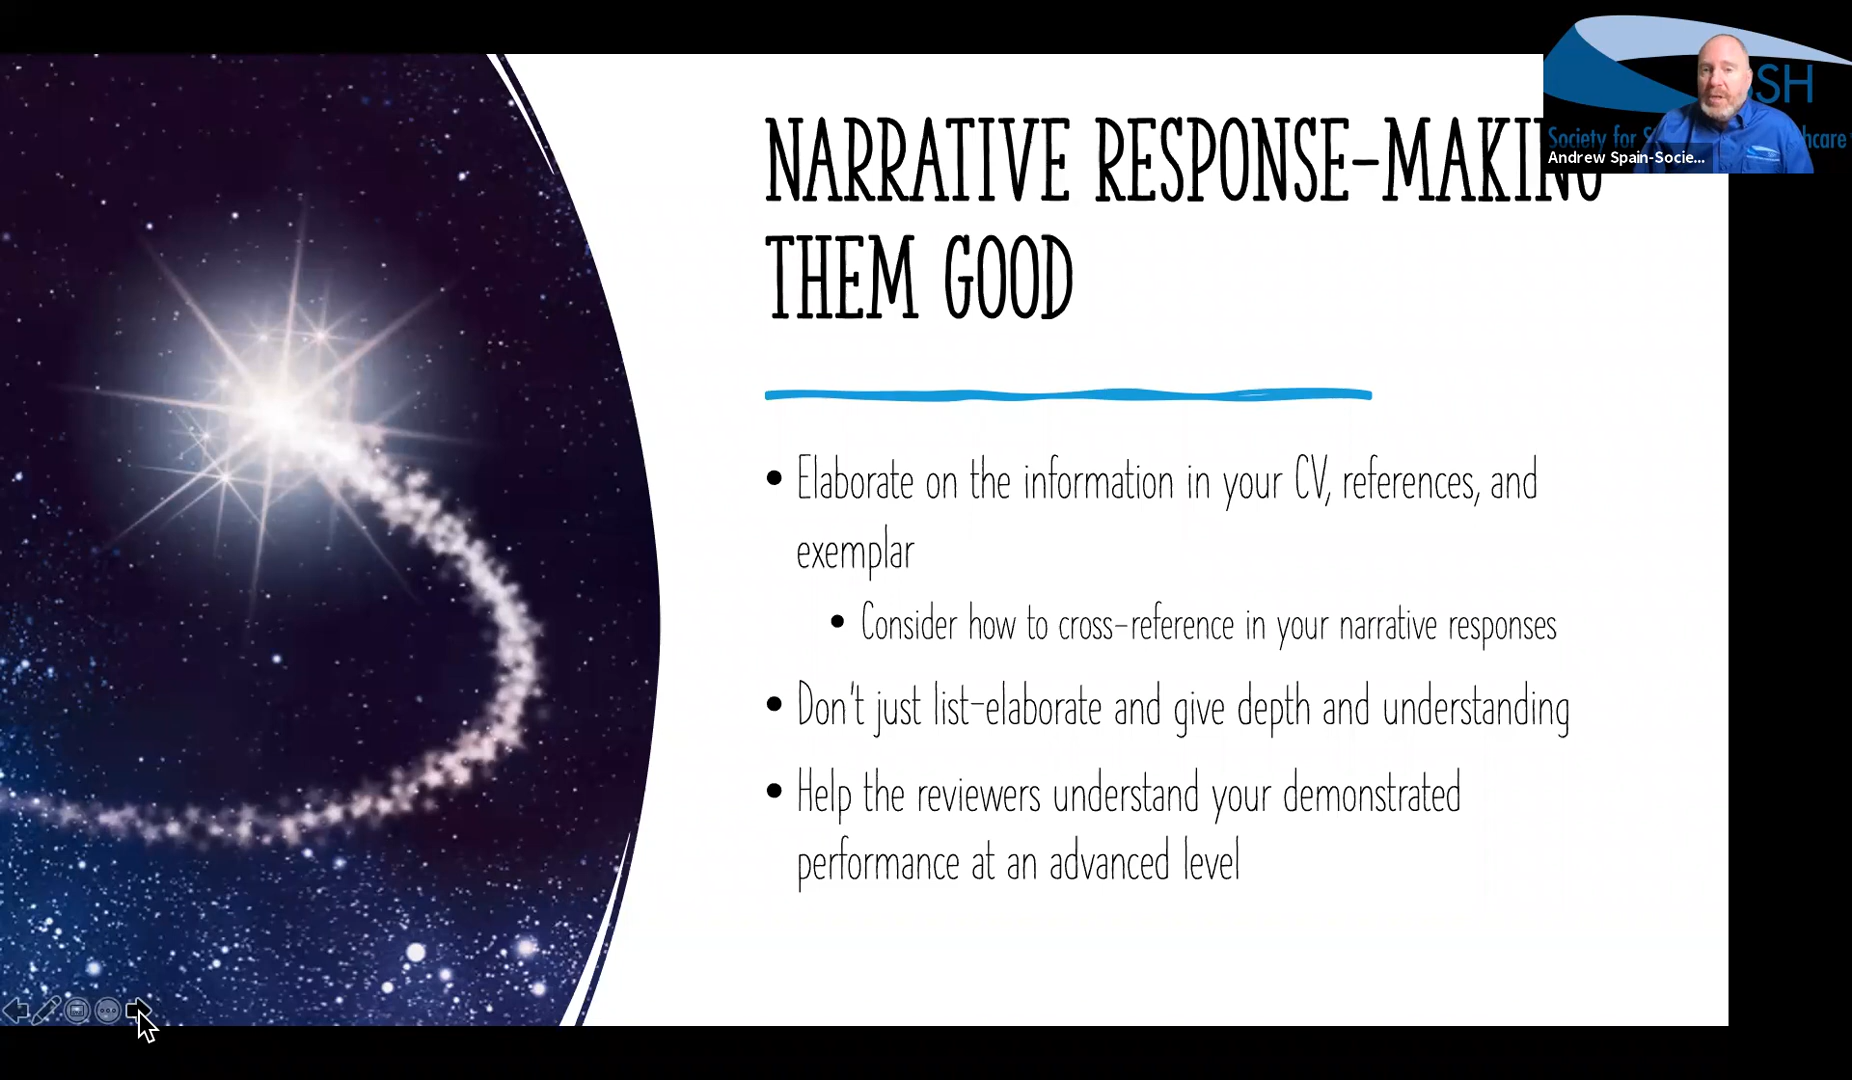 NARRATIVE RESPONSE-MAKING
THEM GOOD
SSH
Society for S
hcare
Andrew Spain-Socie...
• Elaborate on the information in your CV, references, and
exemplar
• Consider how to cross-reference in your narrative responses
• Don't just list-elaborate and give depth and understanding
• Help the reviewers understand your demonstrated
performance at an advanced level